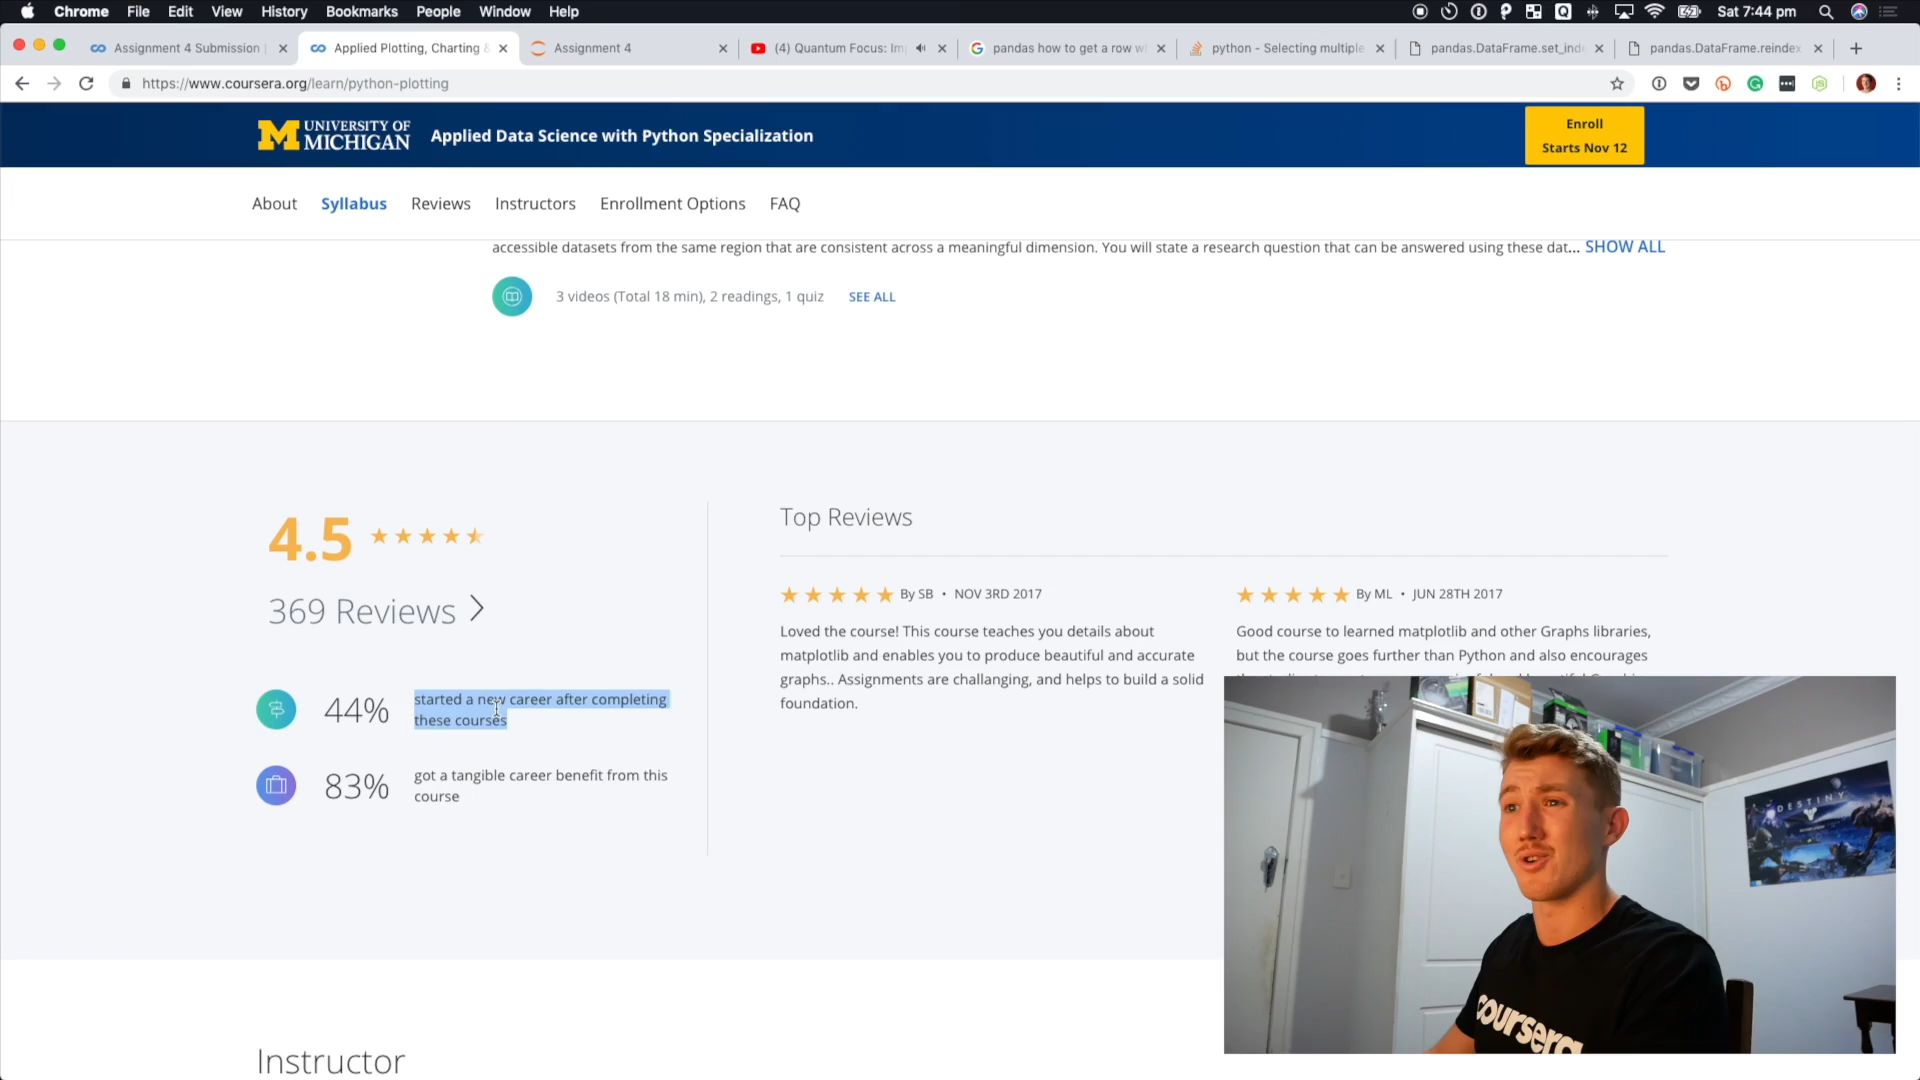 Chrome File Edit View History Bookmarks People Window Help
Sat 7:44 pm
Assignment 4 Submission
Applied Plotting, Charting &
Assignment 4
(4) Quantum Focus: Im
pandas how to get a row wi
python - Selecting multiple
pandas.DataFrame.set_inde
pandas.DataFrame.reindex
https://www.coursera.org/learn/python-plotting
UNIVERSITY OF
MICHIGAN
Applied Data Science with Python Specialization
Enroll
Starts Nov 12
About Syllabus Reviews Instructors Enrollment Options FAQ
accessible datasets from the same region that are consistent across a meaningful dimension. You will state a research question that can be answered using these dat... SHOW ALL
3 videos (Total 18 min), 2 readings, 1 quiz SEE ALL
4.5
369 Reviews
44% started a new career after completing
these courses
83% got a tangible career benefit from this
course
Top Reviews
By SB • NOV 3RD 2017
Loved the course! This course teaches you details about
matplotlib and enables you to produce beautiful and accurate
graphs.. Assignments are challanging, and helps to build a solid
foundation.
By ML • JUN 28TH 2017
Good course to learned matplotlib and other Graphs libraries,
but the course goes further than Python and also encourages
DESTINY
coursera
Instructor